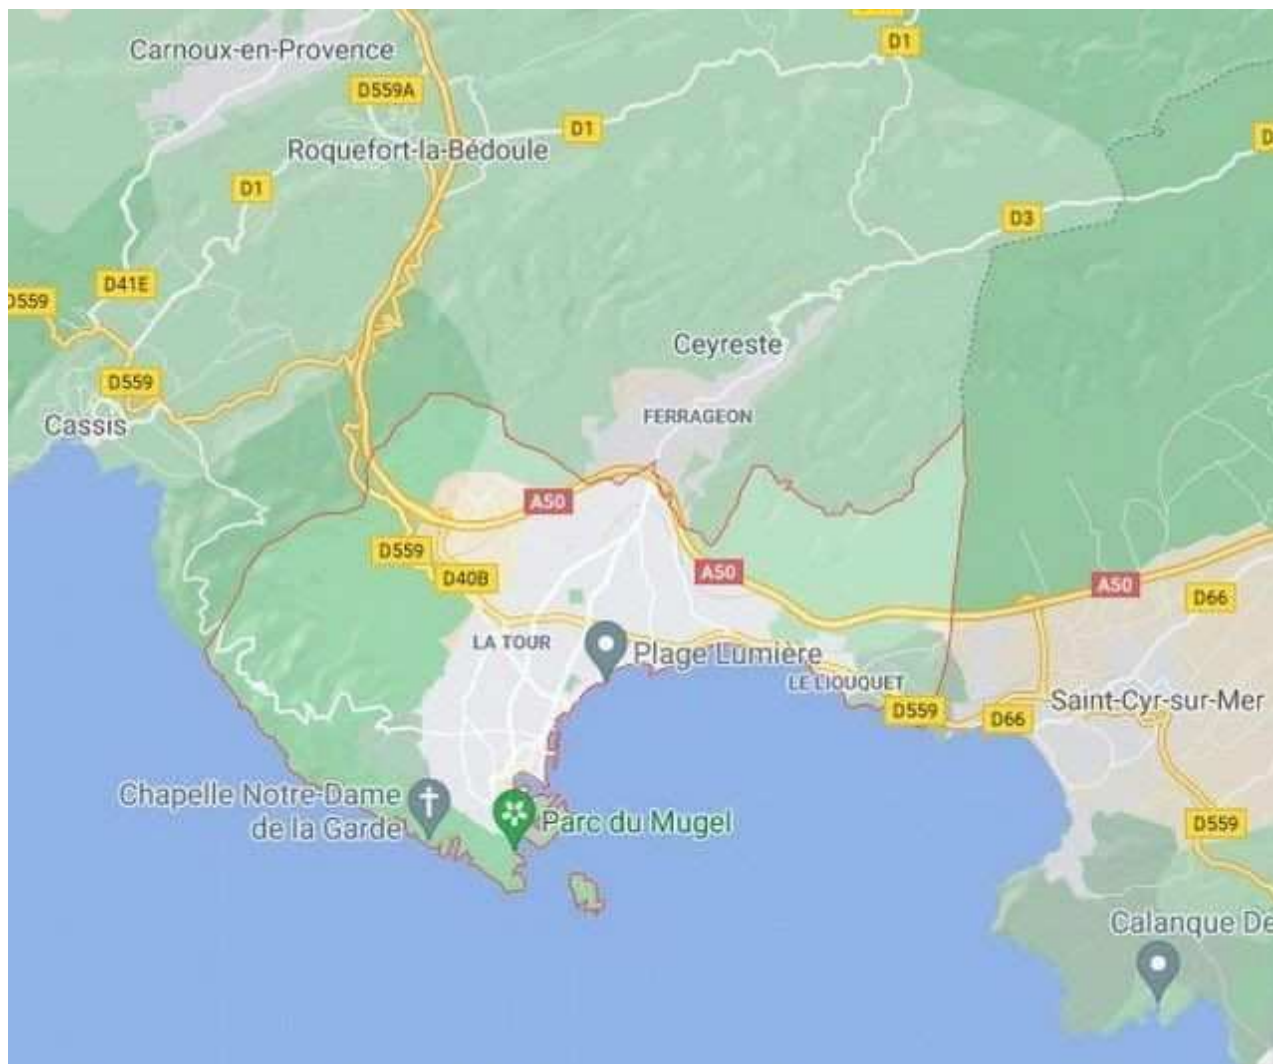 D1
Carnoux-en-Provence
D559A
D1
Roquefort-la-Bédoule
D1
D3
D41E
D559
Ceyreste
D559
FERRAGEON
Cassis
A50
D559
A50
D40B
A50
D66
LA TOUR
Plage Lumière
LE LIOUQUET
D559
D66
Saint-Cyr-sur-Mer
Chapelle Notre-Dame
de la Garde
Parc du Mugel
D559
Calanque De